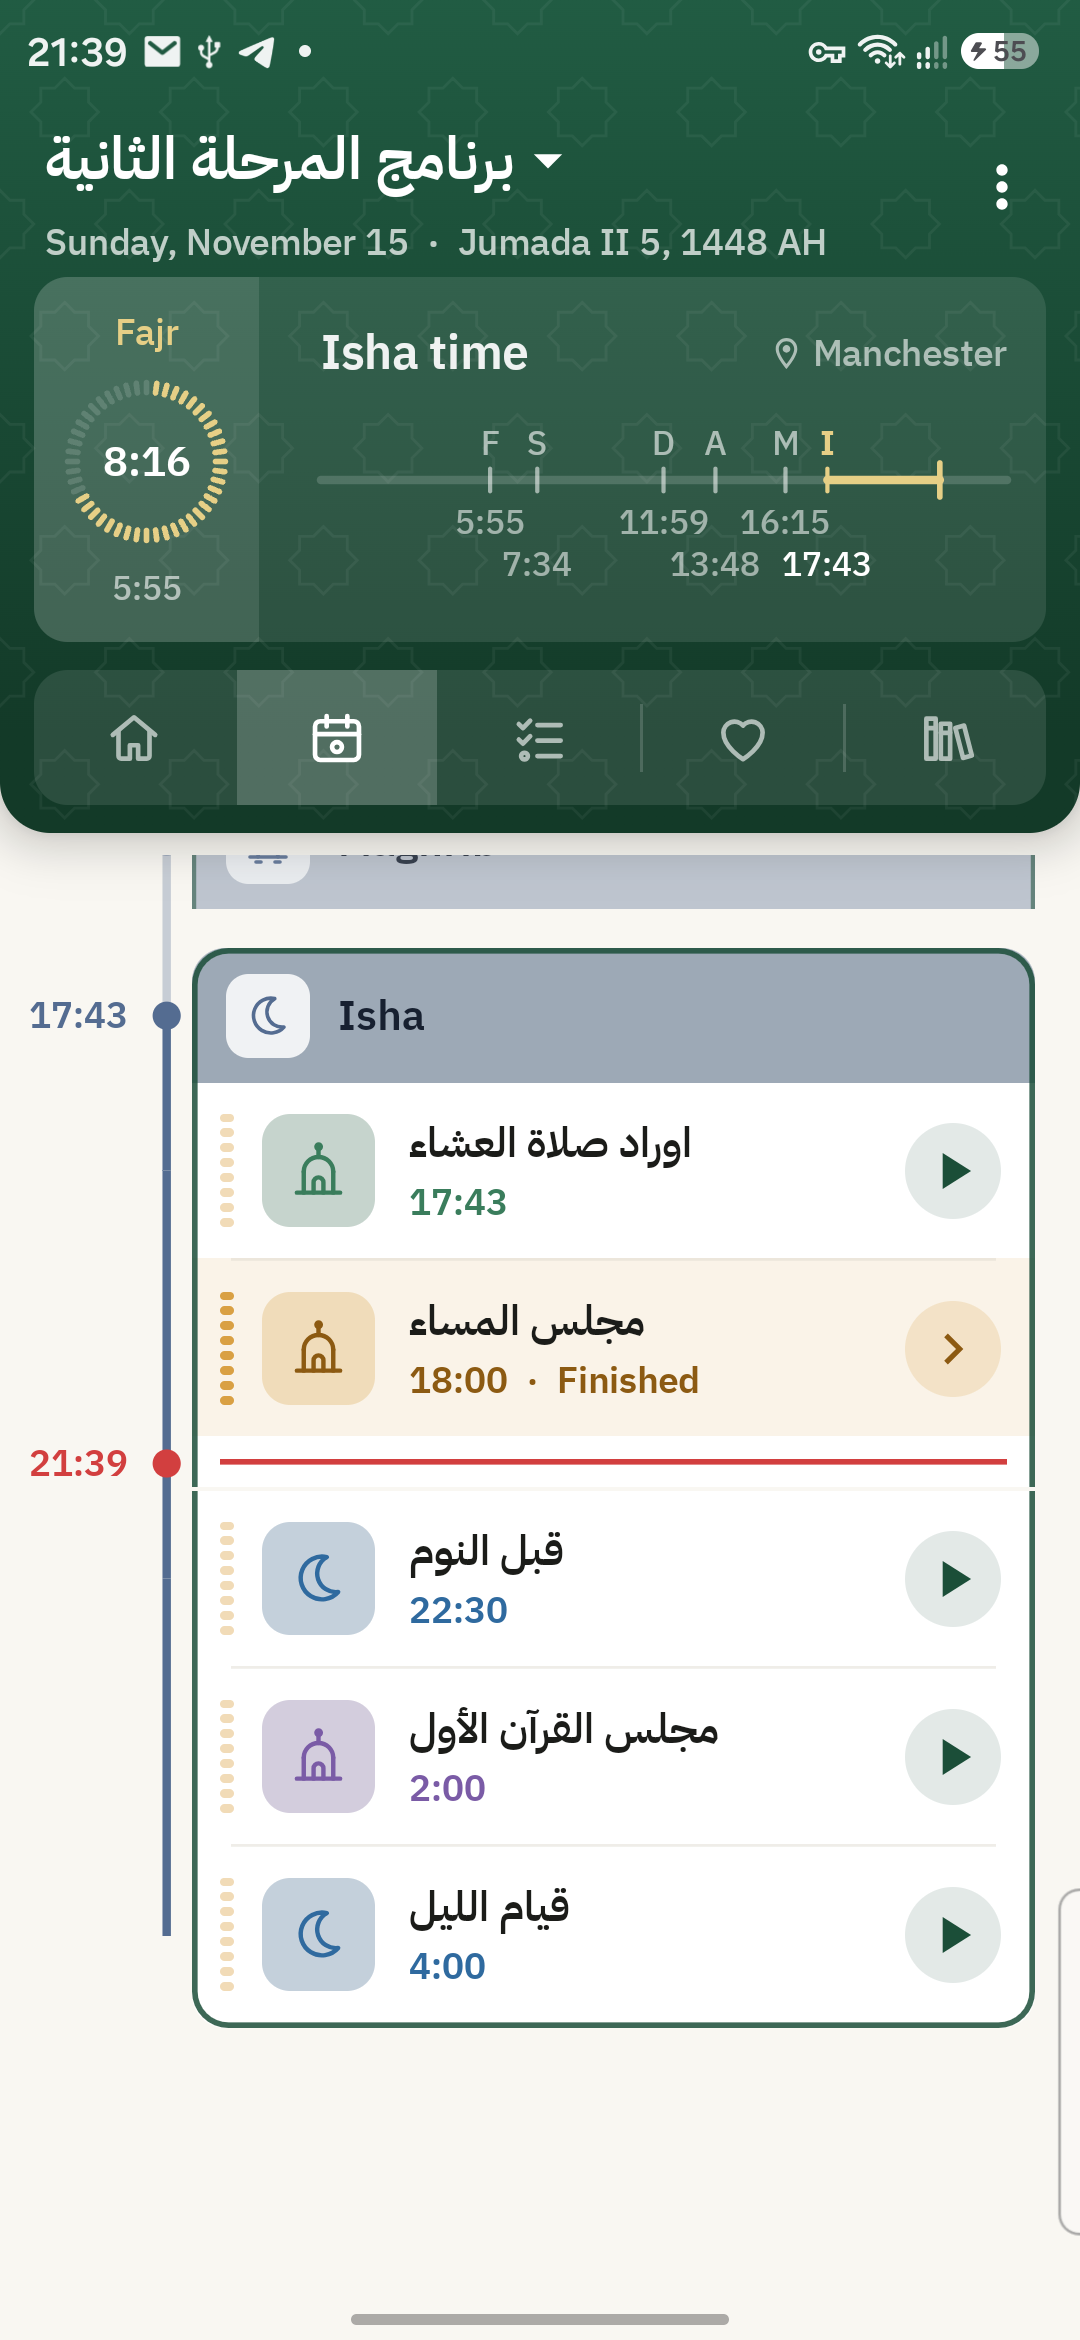 21:39
55
برنامج المرحلة الثانية
Sunday, November 15 · Jumada II 5, 1448 AH
Fajr
8:16
5:55
Isha time
Manchester
F S D A M I
5:55 11:59 16:15
7:34 13:48 17:43
17:43
Isha
اوراد صلاة العشاء
17:43
مجلس المساء
18:00 · Finished
21:39
قبل النوم
22:30
مجلس القرآن الأول
2:00
قيام الليل
4:00